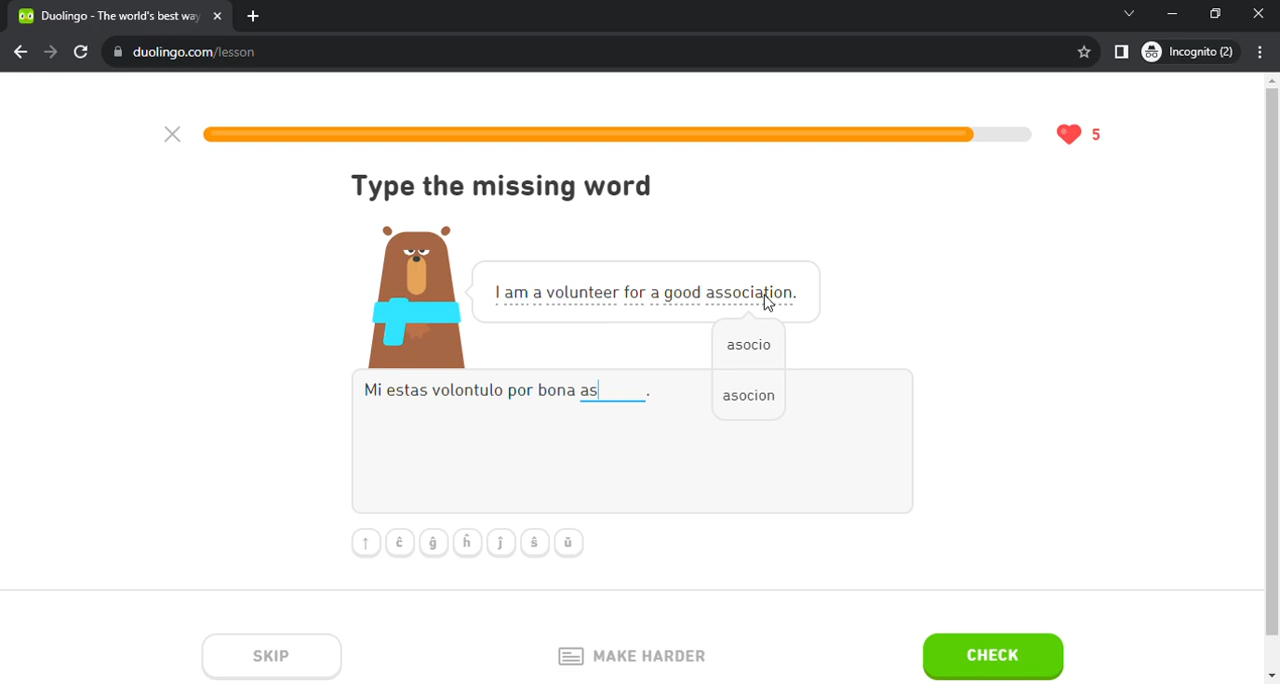 Duolingo - The world's best way
duolingo.com/lesson
Incognito (2)
5
Type the missing word
I am a volunteer for a good association.
asocio
asocion
Mi estas volontulo por bona as .
↑ ĉ ĝ ĥ ĵ ŝ ŭ
SKIP
MAKE HARDER
CHECK